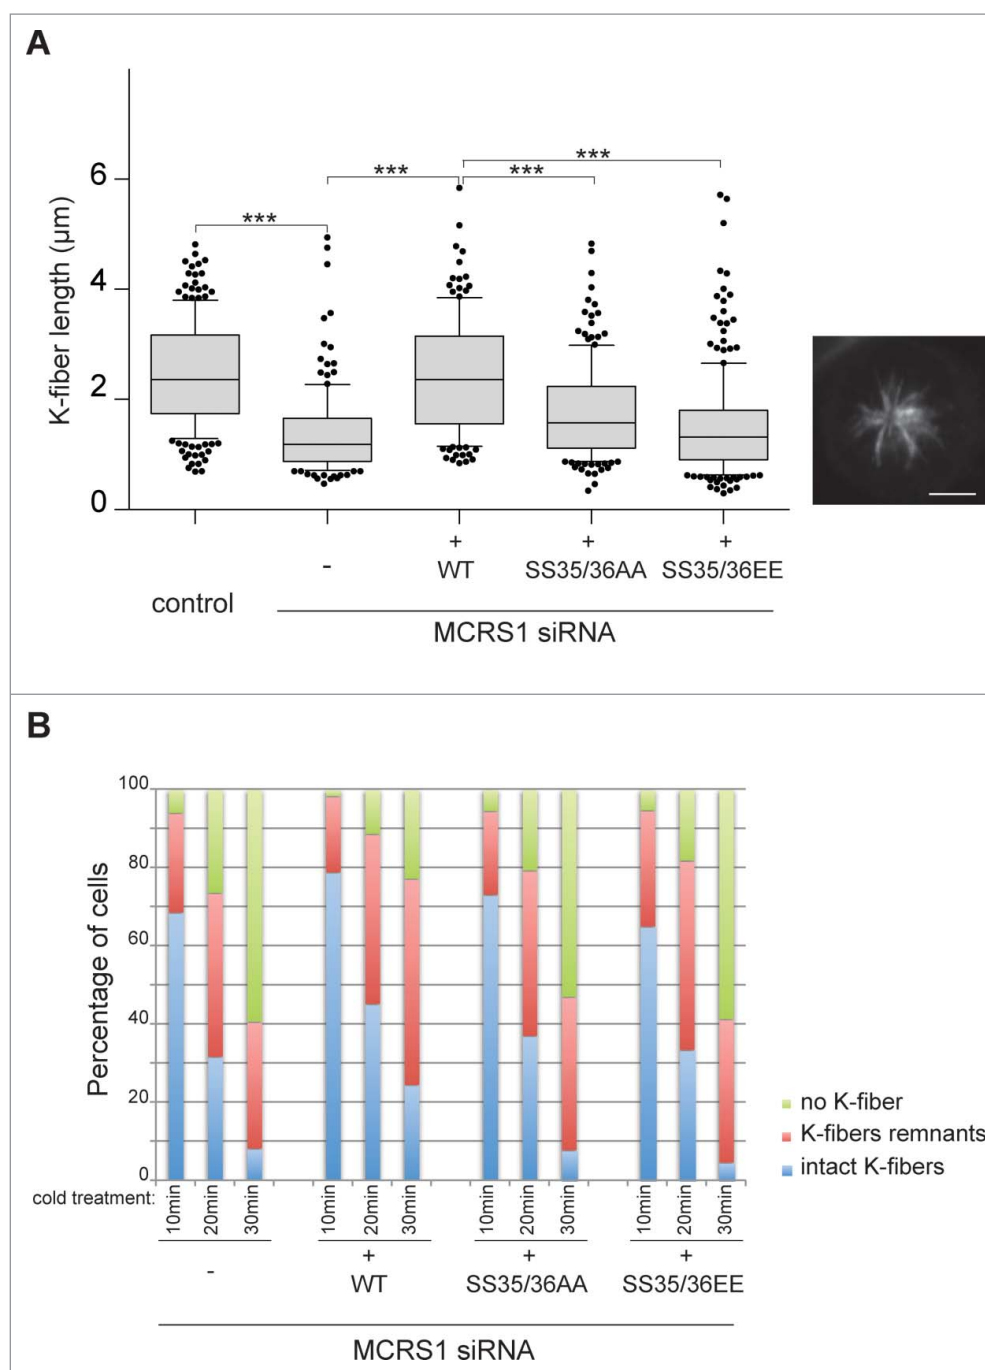 A
K-fiber length (µm)
6
4
2
0
***
***
***
***
+
+
+
-
WT
SS35/36AA
SS35/36EE
control
MCRS1 siRNA
B
Percentage of cells
100
80
60
40
20
0
no K-fiber
K-fibers remnants
intact K-fibers
cold treatment:
10min
20min
30min
10min
20min
30min
10min
20min
30min
10min
20min
30min
-
+
+
+
WT
SS35/36AA
SS35/36EE
MCRS1 siRNA